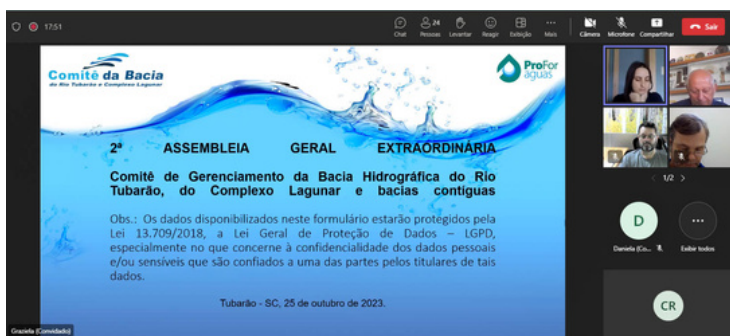 17:51
Chat
24
Pessoas
Levantar
Reagir
Exibição
Mais
Câmera
Microfone
Compartilhar
Sair
Comitê da Bacia
do Rio Tubarão e Complexo Lagunar
ProFor
águas
2ª ASSEMBLEIA GERAL EXTRAORDINÁRIA
Comitê de Gerenciamento da Bacia Hidrográfica do Rio
Tubarão, do Complexo Lagunar e bacias contíguas
Obs.: Os dados disponibilizados neste formulário estarão protegidos pela
Lei 13.709/2018, a Lei Geral de Proteção de Dados – LGPD,
especialmente no que concerne à confidencialidade dos dados pessoais
e/ou sensíveis que são confiados a uma das partes pelos titulares de tais
dados.
Tubarão - SC, 25 de outubro de 2023.
1/2
D
Daniela (Co...
Exibir todos
CR
Graziela (Convidado)